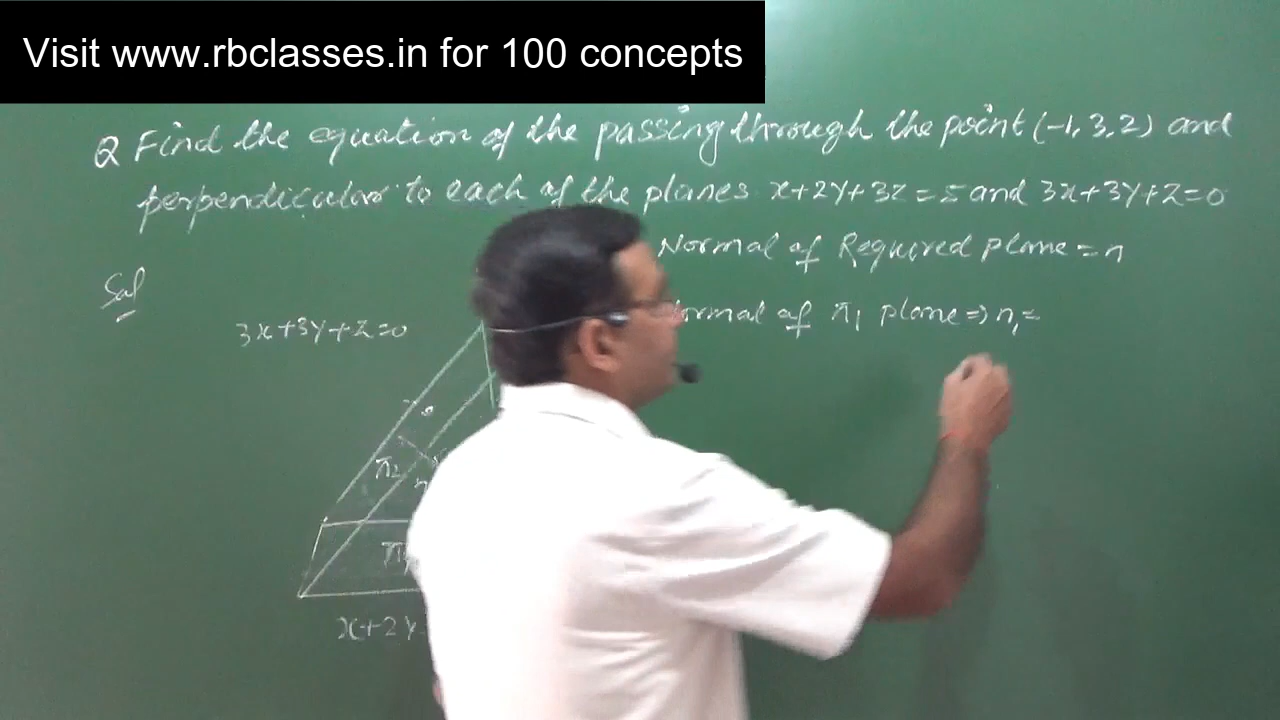 Visit www.rbclasses.in for 100 concepts
Q Find the equation of the passing through the point (-1, 3, 2) and
perpendicular to each of the planes x+2y+3z=5 and 3x+3y+z=0
Normal of Required plane = n
Sol
Normal of π1 plane ⇒ n1 =
3x+3y+z=0
π2
π1
x+2y